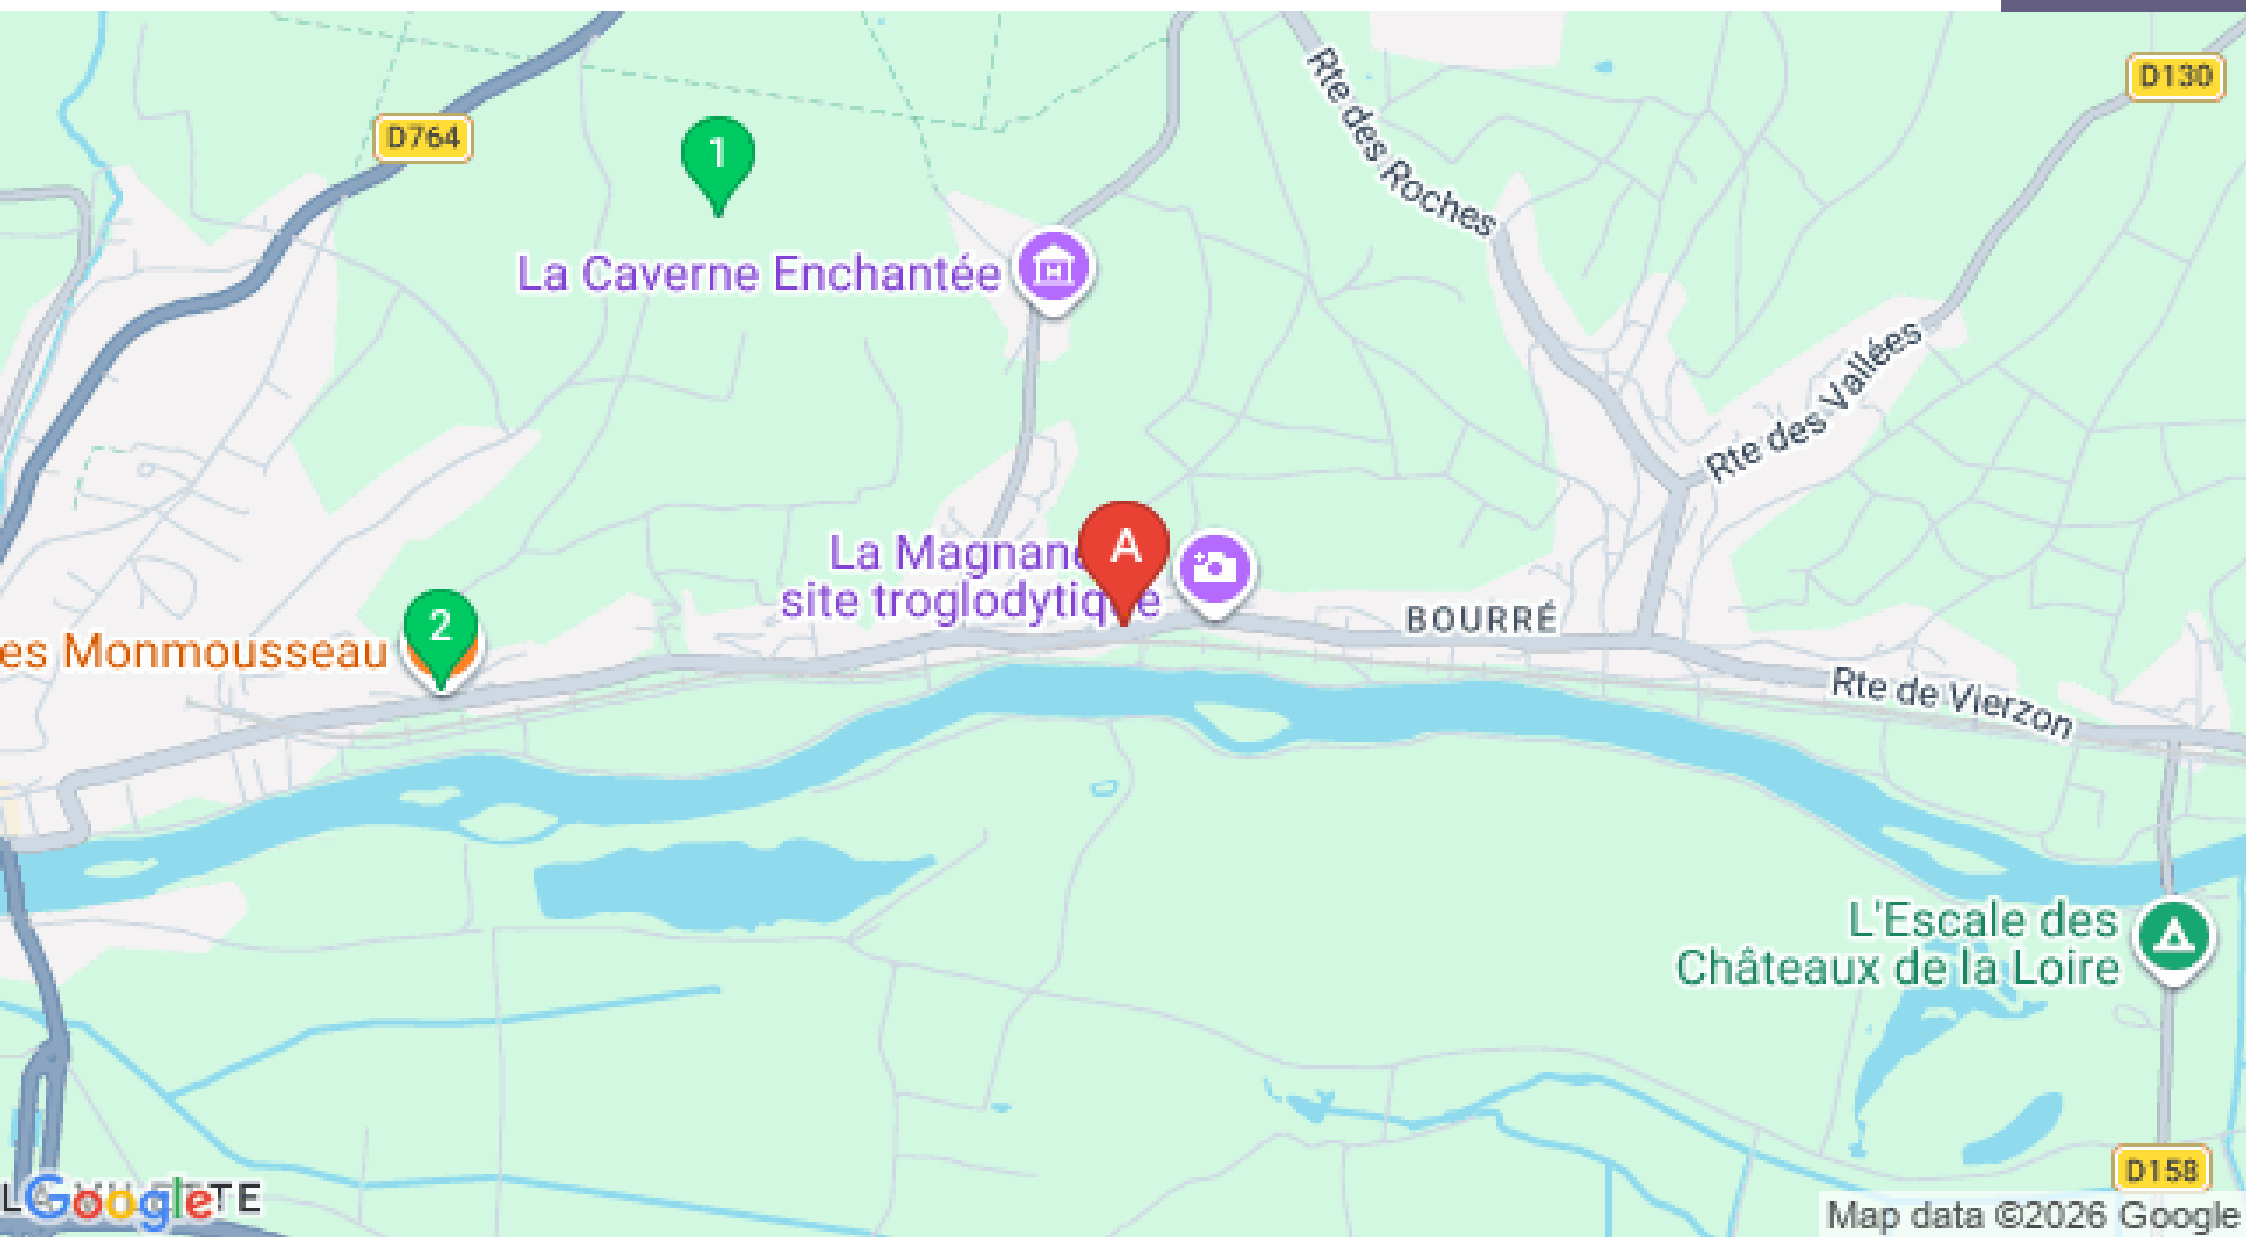 D130
Rte des Roches
D764
1
La Caverne Enchantée
Rte des Vallées
A
La Magnan
site troglodytique
BOURRÉ
2
es Monmousseau
Rte de Vierzon
L'Escale des
Châteaux de la Loire
D158
Google
Map data ©2026 Google